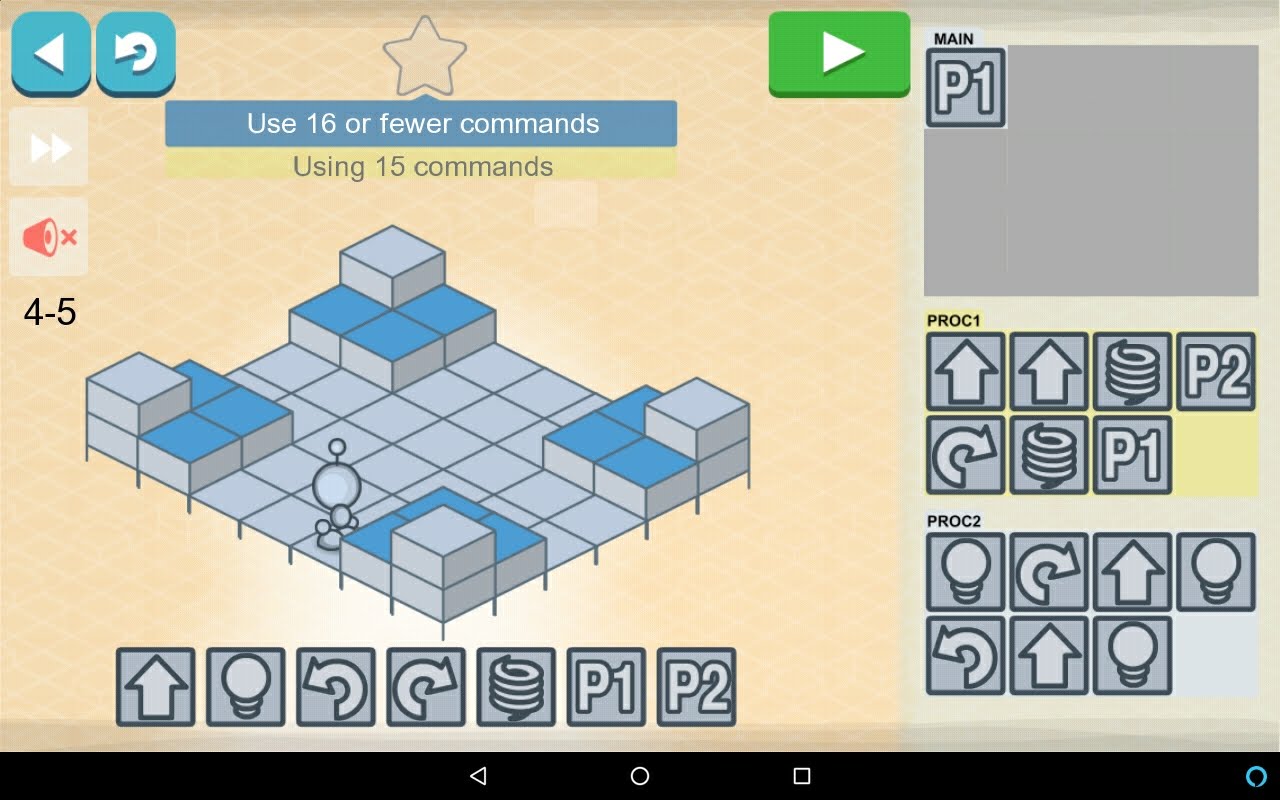 Use 16 or fewer commands
Using 15 commands
4-5
MAIN
P1
PROC1
P2
P1
PROC2
P1 P2